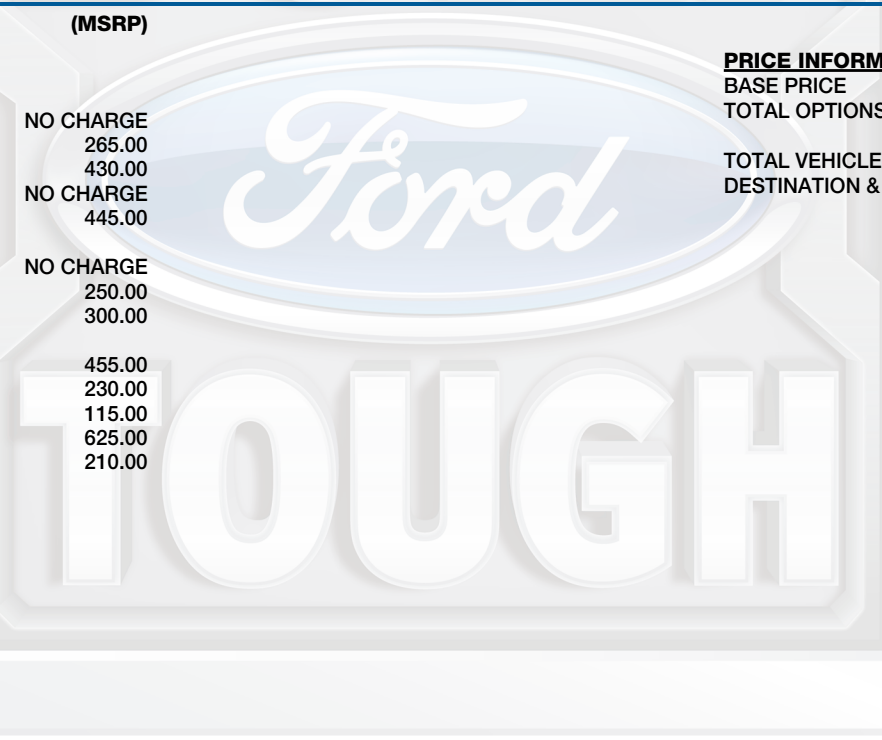 (MSRP)
NO CHARGE
265.00
430.00
NO CHARGE
445.00
NO CHARGE
250.00
300.00
455.00
230.00
115.00
625.00
210.00
PRICE INFORM
BASE PRICE
TOTAL OPTIONS
TOTAL VEHICLE
DESTINATION &
Ford
TOUGH